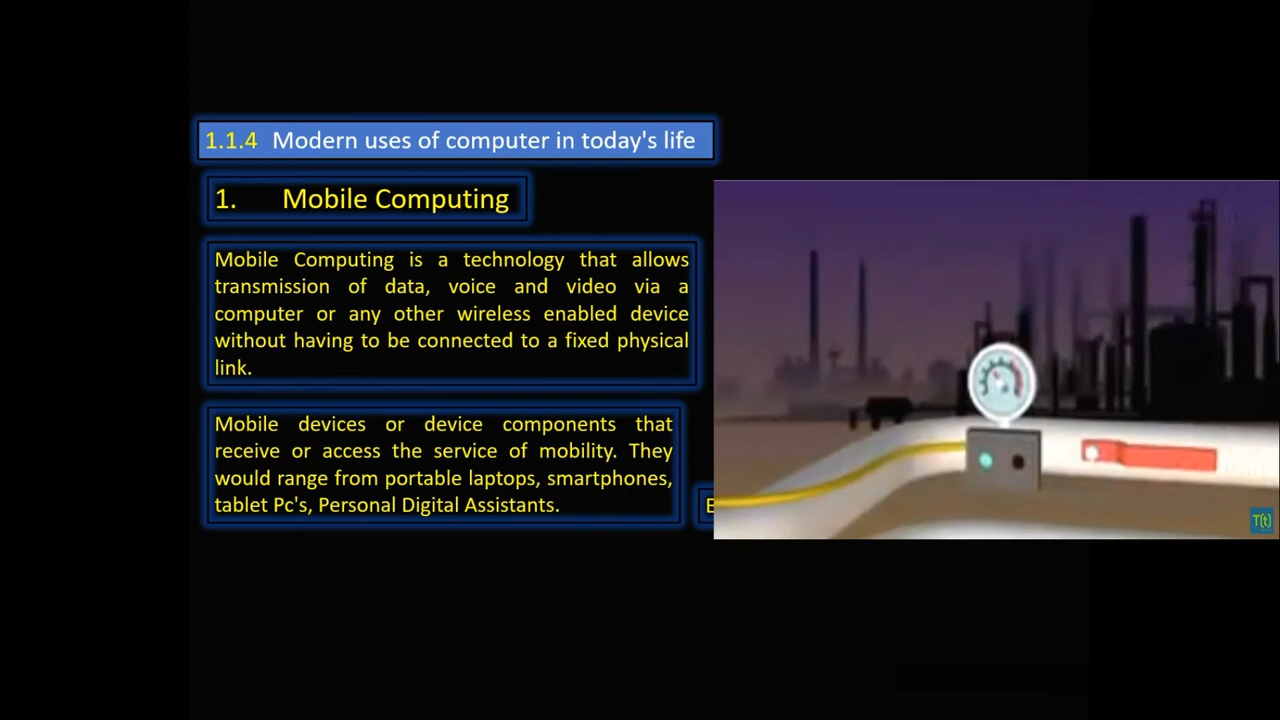 1.1.4 Modern uses of computer in today's life
1. Mobile Computing
Mobile Computing is a technology that allows
transmission of data, voice and video via a
computer or any other wireless enabled device
without having to be connected to a fixed physical
link.
Mobile devices or device components that
receive or access the service of mobility. They
would range from portable laptops, smartphones,
tablet Pc's, Personal Digital Assistants.
T(t)